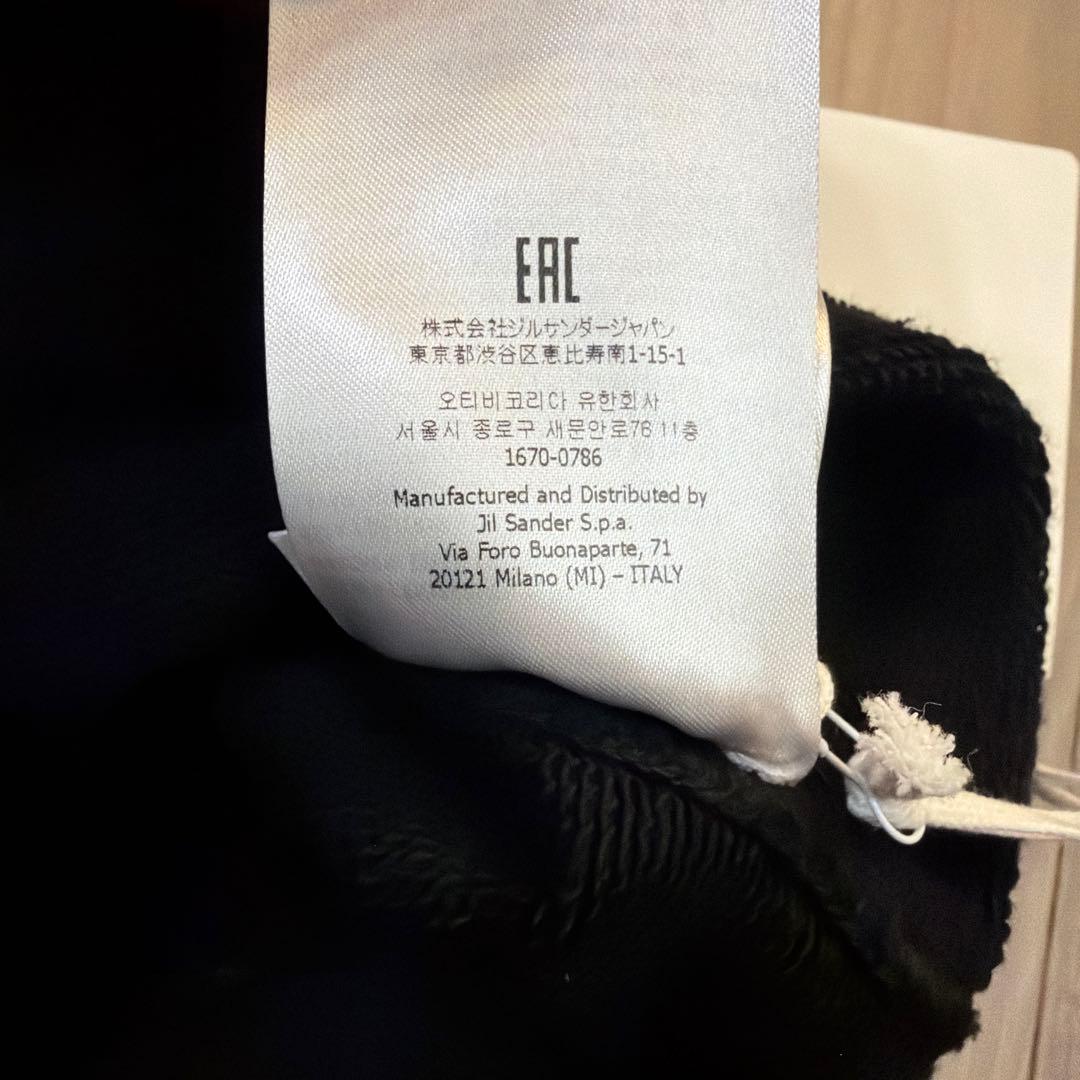 EAC
株式会社ジルサンダージャパン
東京都渋谷区恵比寿南1-15-1
오티비코리아 유한회사
서울시 종로구 새문안로76 11층
1670-0786
Manufactured and Distributed by
Jil Sander S.p.a.
Via Foro Buonaparte, 71
20121 Milano (MI) – ITALY